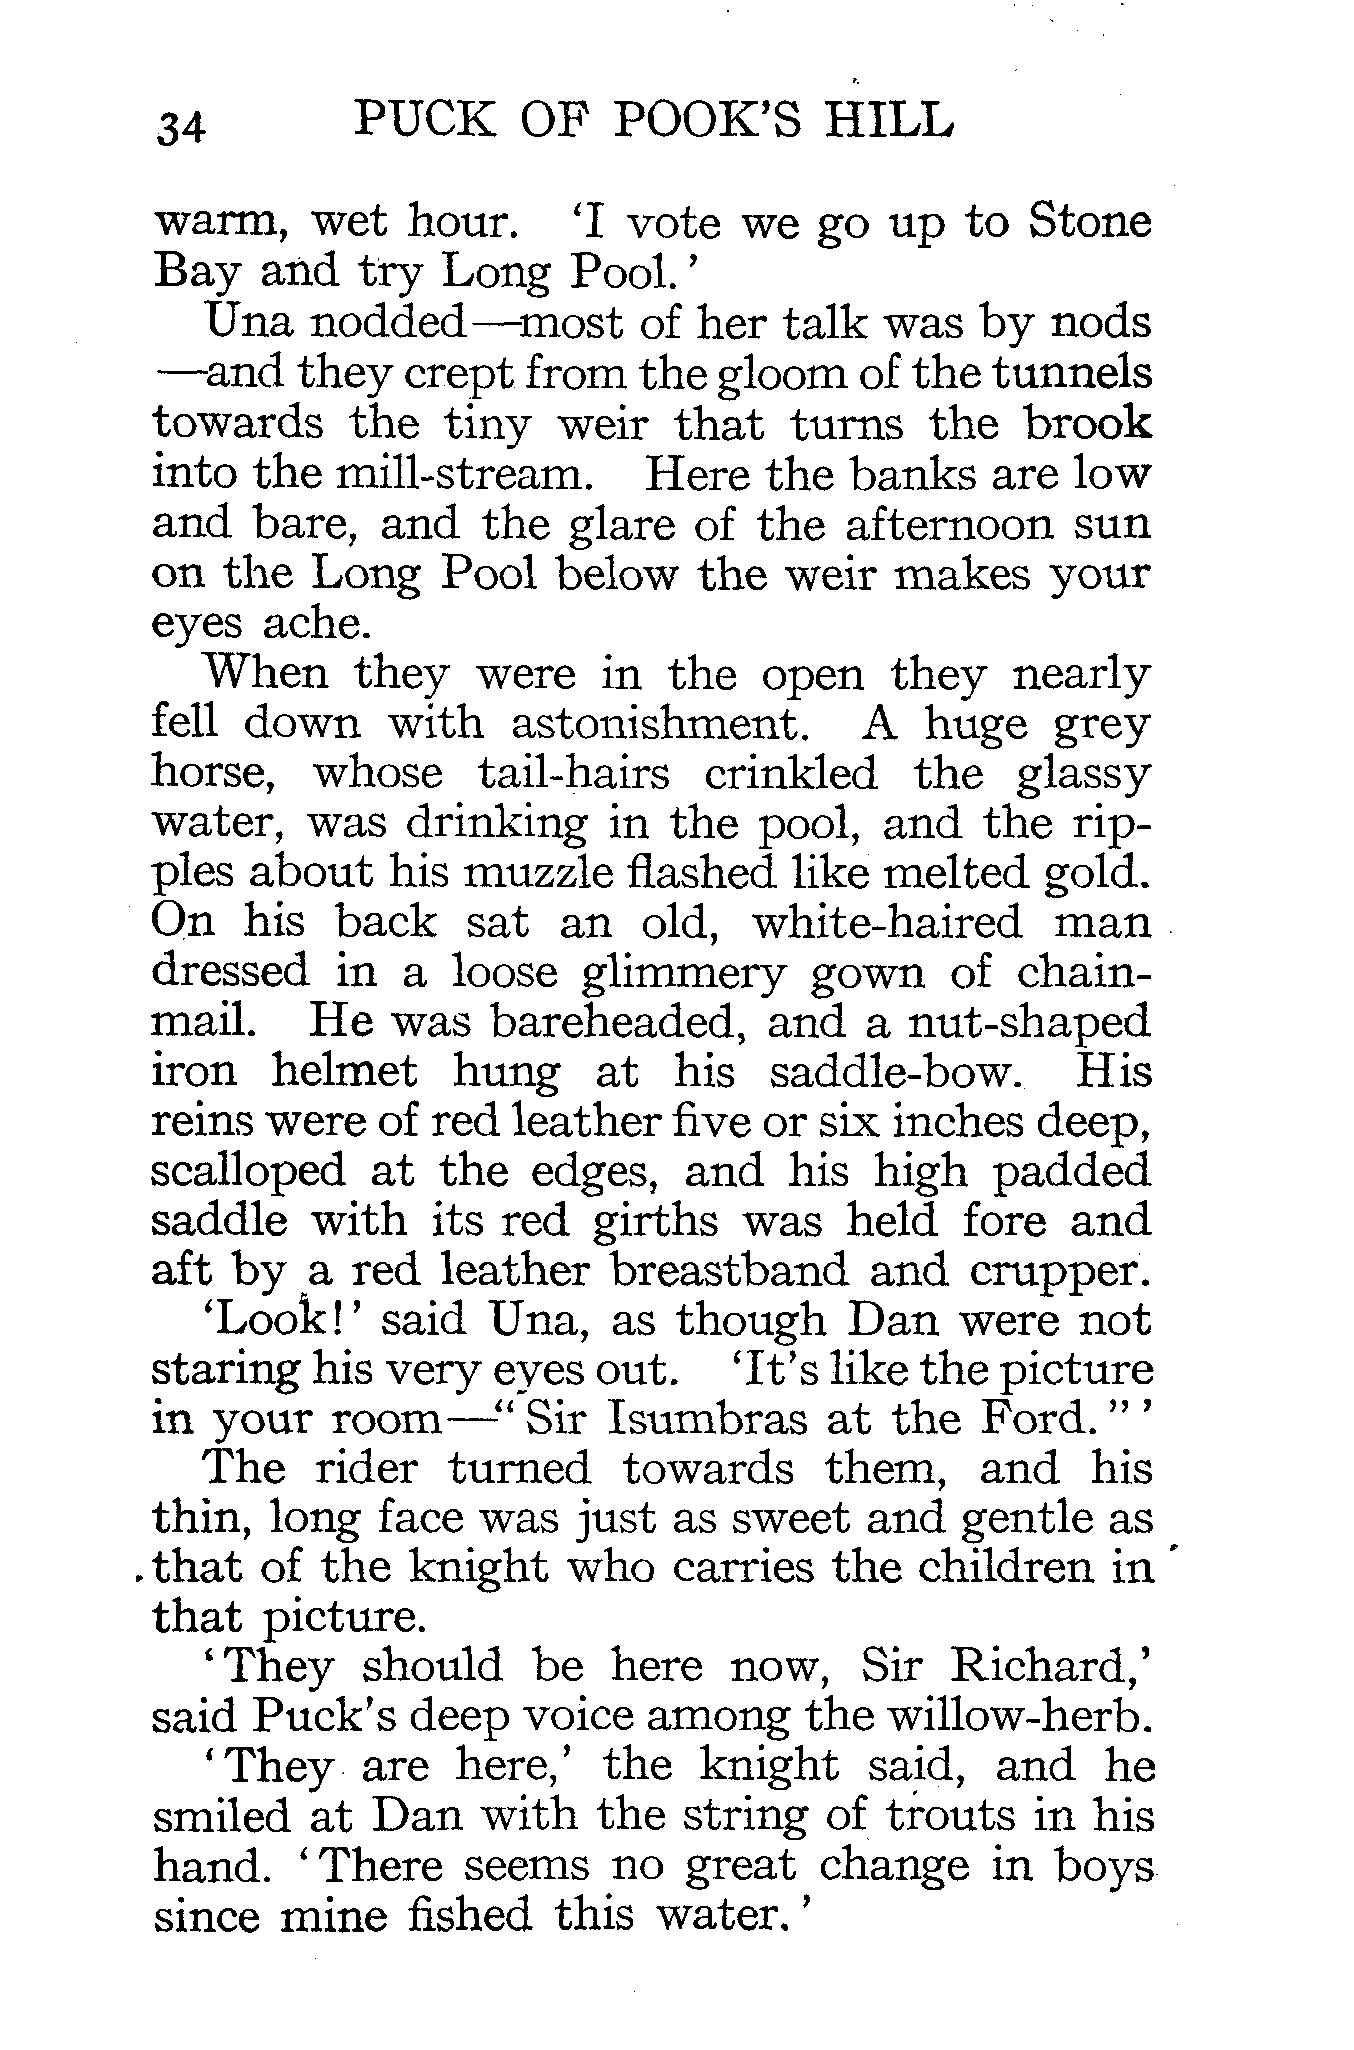 34 PUCK OF POOK'S HILL
warm, wet hour. 'I vote we go up to Stone
Bay and try Long Pool.'
Una nodded—most of her talk was by nods
—and they crept from the gloom of the tunnels
towards the tiny weir that turns the brook
into the mill-stream. Here the banks are low
and bare, and the glare of the afternoon sun
on the Long Pool below the weir makes your
eyes ache.
When they were in the open they nearly
fell down with astonishment. A huge grey
horse, whose tail-hairs crinkled the glassy
water, was drinking in the pool, and the rip-
ples about his muzzle flashed like melted gold.
On his back sat an old, white-haired man
dressed in a loose glimmery gown of chain-
mail. He was bareheaded, and a nut-shaped
iron helmet hung at his saddle-bow. His
reins were of red leather five or six inches deep,
scalloped at the edges, and his high padded
saddle with its red girths was held fore and
aft by a red leather breastband and crupper.
'Look!' said Una, as though Dan were not
staring his very eyes out. 'It's like the picture
in your room—"Sir Isumbras at the Ford."'
The rider turned towards them, and his
thin, long face was just as sweet and gentle as
that of the knight who carries the children in
that picture.
'They should be here now, Sir Richard,'
said Puck's deep voice among the willow-herb.
'They are here,' the knight said, and he
smiled at Dan with the string of trouts in his
hand. 'There seems no great change in boys
since mine fished this water.'